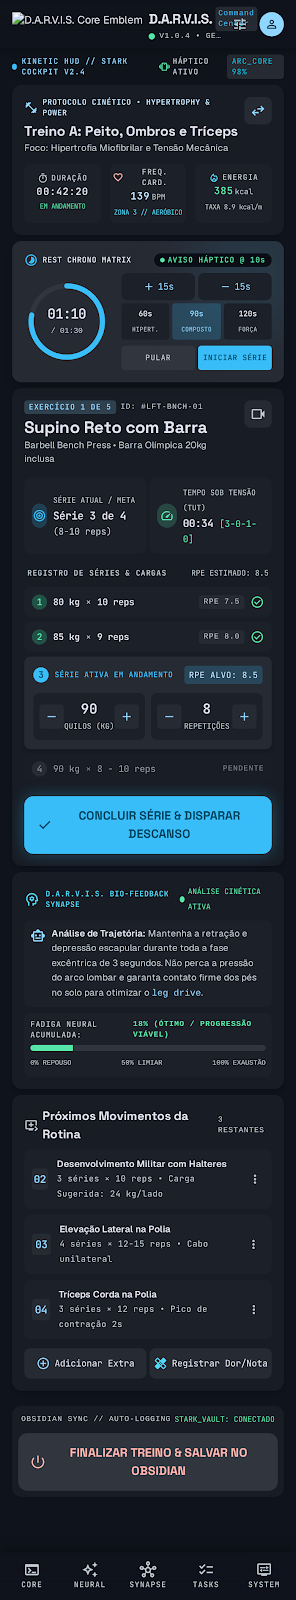 D.A.R.V.I.S. Core Emblem
D.A.R.V.I.S.
Command
V1.0.4 • GE…
KINETIC HUD // STARK
COCKPIT V2.4
HÁPTICO
ATIVO
ARC_CORE
98%
PROTOCOLO CINÉTICO • HYPERTROPHY &
POWER
Treino A: Peito, Ombros e Tríceps
Foco: Hipertrofia Miofibrilar e Tensão Mecânica
DURAÇÃO
00:42:20
EM ANDAMENTO
FREQ.
CARD.
139 BPM
ZONA 3 // AERÓBICO
ENERGIA
385 kcal
TAXA 8.9 kcal/m
REST CHRONO MATRIX
AVISO HÁPTICO @ 10s
01:10
/ 01:30
+ 15s
− 15s
60s
HIPERT.
90s
COMPOSTO
120s
FORÇA
PULAR
INICIAR SÉRIE
EXERCÍCIO 1 DE 5
ID: #LFT-BNCH-01
Supino Reto com Barra
Barbell Bench Press • Barra Olímpica 20kg
inclusa
SÉRIE ATUAL / META
Série 3 de 4
(8-10 reps)
TEMPO SOB TENSÃO
(TUT)
00:34 [3-0-1-
0]
REGISTRO DE SÉRIES & CARGAS
RPE ESTIMADO: 8.5
1 80 kg × 10 reps
RPE 7.5
2 85 kg × 9 reps
RPE 8.0
3 SÉRIE ATIVA EM ANDAMENTO
RPE ALVO: 8.5
− 90 +
QUILOS (KG)
− 8 +
REPETIÇÕES
4 90 kg × 8 - 10 reps
PENDENTE
CONCLUIR SÉRIE & DISPARAR
DESCANSO
D.A.R.V.I.S. BIO-FEEDBACK
SYNAPSE
ANÁLISE CINÉTICA
ATIVA
Análise de Trajetória: Mantenha a retração e
depressão escapular durante toda a fase
excêntrica de 3 segundos. Não perca a pressão
do arco lombar e garanta contato firme dos pés
no solo para otimizar o leg drive.
FADIGA NEURAL
ACUMULADA:
18% (ÓTIMO / PROGRESSÃO
VIÁVEL)
0% REPOUSO
50% LIMIAR
100% EXAUSTÃO
Próximos Movimentos da
Rotina
3
RESTANTES
02
Desenvolvimento Militar com Halteres
3 séries × 10 reps • Carga
Sugerida: 24 kg/lado
03
Elevação Lateral na Polia
4 séries × 12-15 reps • Cabo
unilateral
04
Tríceps Corda na Polia
3 séries × 12 reps • Pico de
contração 2s
Adicionar Extra
Registrar Dor/Nota
OBSIDIAN SYNC // AUTO-LOGGING
STARK_VAULT: CONECTADO
FINALIZAR TREINO & SALVAR NO
OBSIDIAN
CORE
NEURAL
SYNAPSE
TASKS
SYSTEM